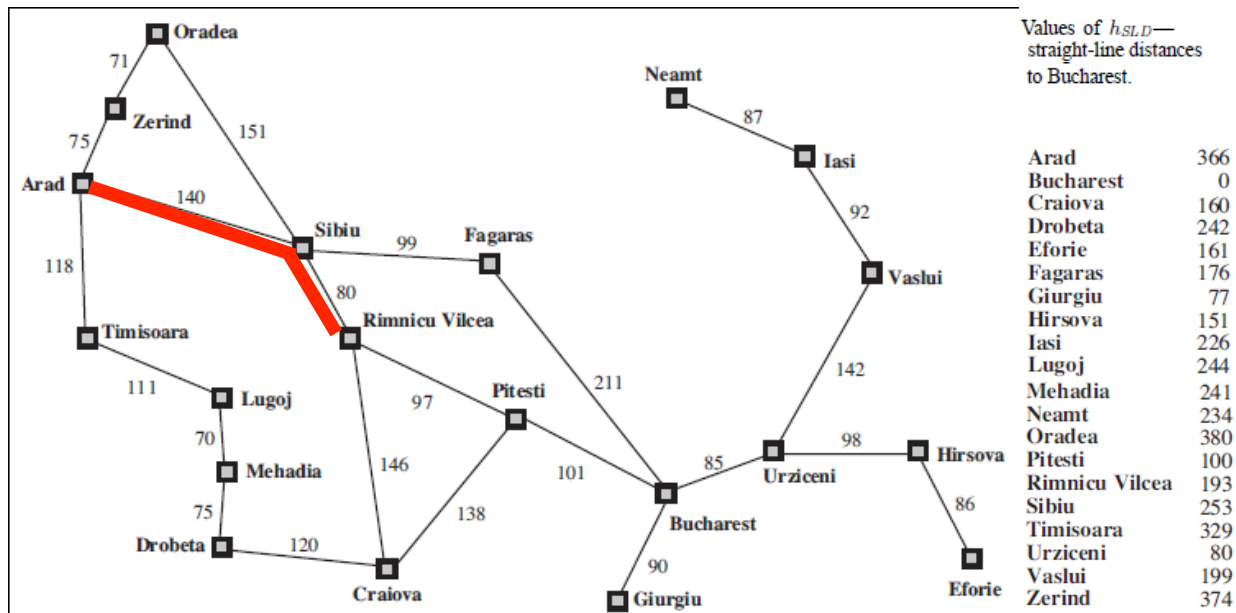 Oradea
71
Neamt
87
Zerind
151
75
Iasi
Arad
140
92
Sibiu
99
Fagaras
118
80
Vaslui
Rimnicu Vilcea
Timisoara
142
211
111
Lugoj
97
Pitesti
70
98
Hirsova
146
85
Mehadia
101
Urziceni
86
75
138
Bucharest
Drobeta
120
90
Eforie
Craiova
Giurgiu
Values of hSLD—
straight-line distances
to Bucharest.
Arad 366
Bucharest 0
Craiova 160
Drobeta 242
Eforie 161
Fagaras 176
Giurgiu 77
Hirsova 151
Iasi 226
Lugoj 244
Mehadia 241
Neamt 234
Oradea 380
Pitesti 100
Rimnicu Vilcea 193
Sibiu 253
Timisoara 329
Urziceni 80
Vaslui 199
Zerind 374